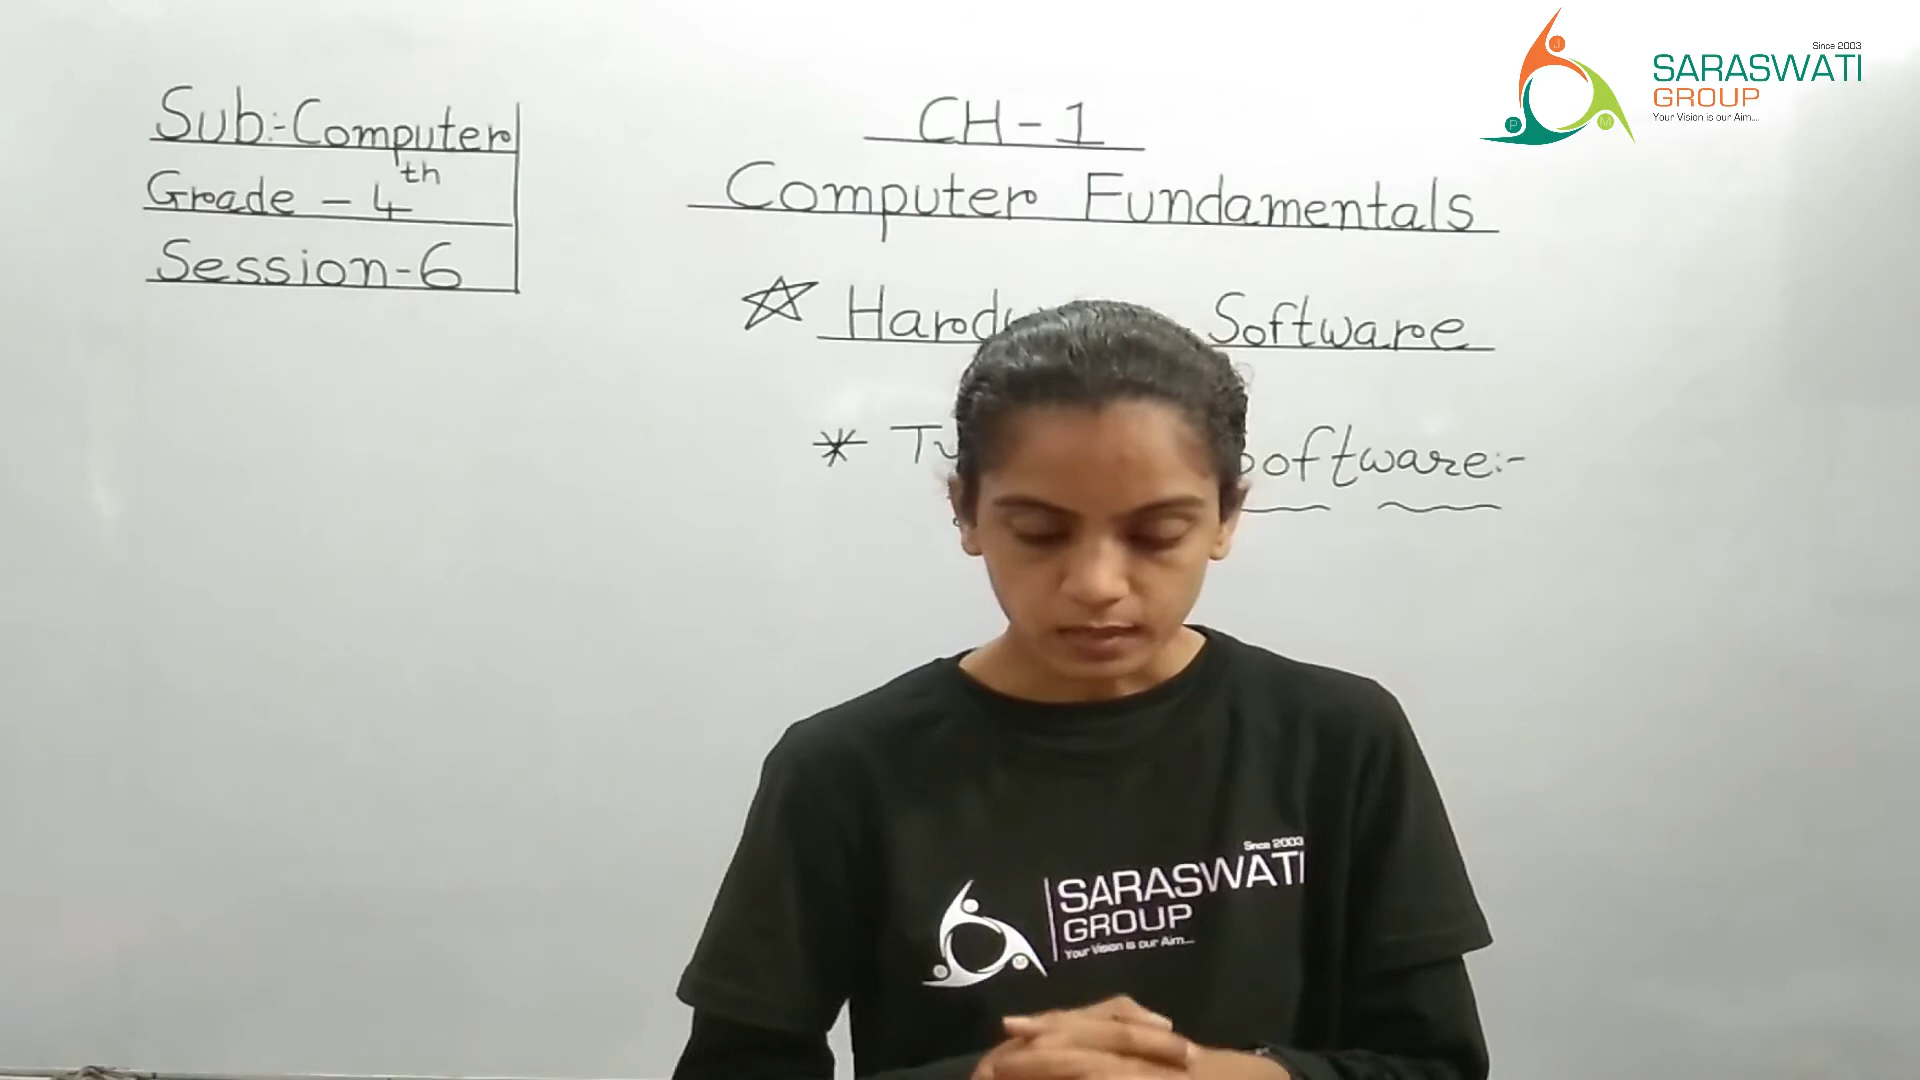 Sub:-Computer
Grade - 4th
Session-6
CH-1
Computer Fundamentals
Software
Software:-
Since 2003
SARASWATI
GROUP
Your Vision is our Aim....
J
P
M
Since 2003
SARASWATI
GROUP
Your Vision is our Aim....